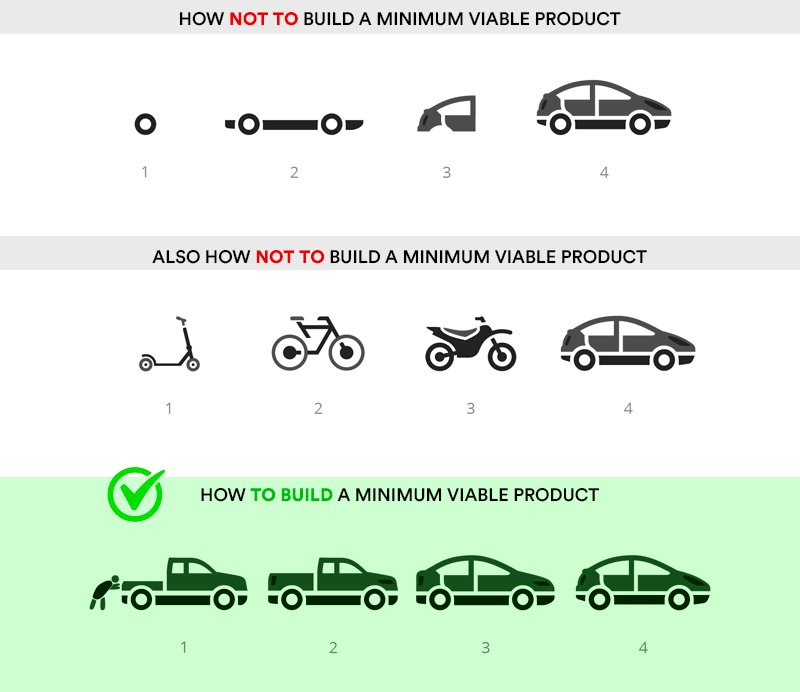 HOW NOT TO BUILD A MINIMUM VIABLE PRODUCT
1 2 3 4
ALSO HOW NOT TO BUILD A MINIMUM VIABLE PRODUCT
1 2 3 4
HOW TO BUILD A MINIMUM VIABLE PRODUCT
1 2 3 4